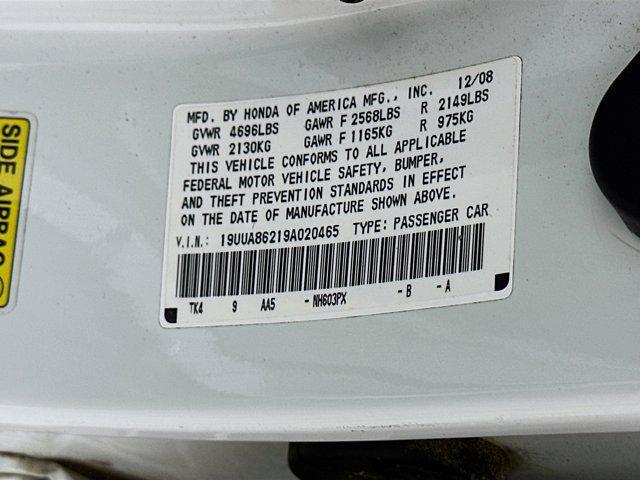 MFD. BY HONDA OF AMERICA MFG., INC. 12/08
GVWR 4696LBS GAWR F 2568LBS R 2149LBS
GVWR 2130KG GAWR F 1165KG R 975KG
THIS VEHICLE CONFORMS TO ALL APPLICABLE
FEDERAL MOTOR VEHICLE SAFETY, BUMPER,
AND THEFT PREVENTION STANDARDS IN EFFECT
ON THE DATE OF MANUFACTURE SHOWN ABOVE.
V.I.N.: 19UUA86219A020465 TYPE: PASSENGER CAR
TK4 9 AA5 -NH603PX -B -A
SIDE AIRBAG